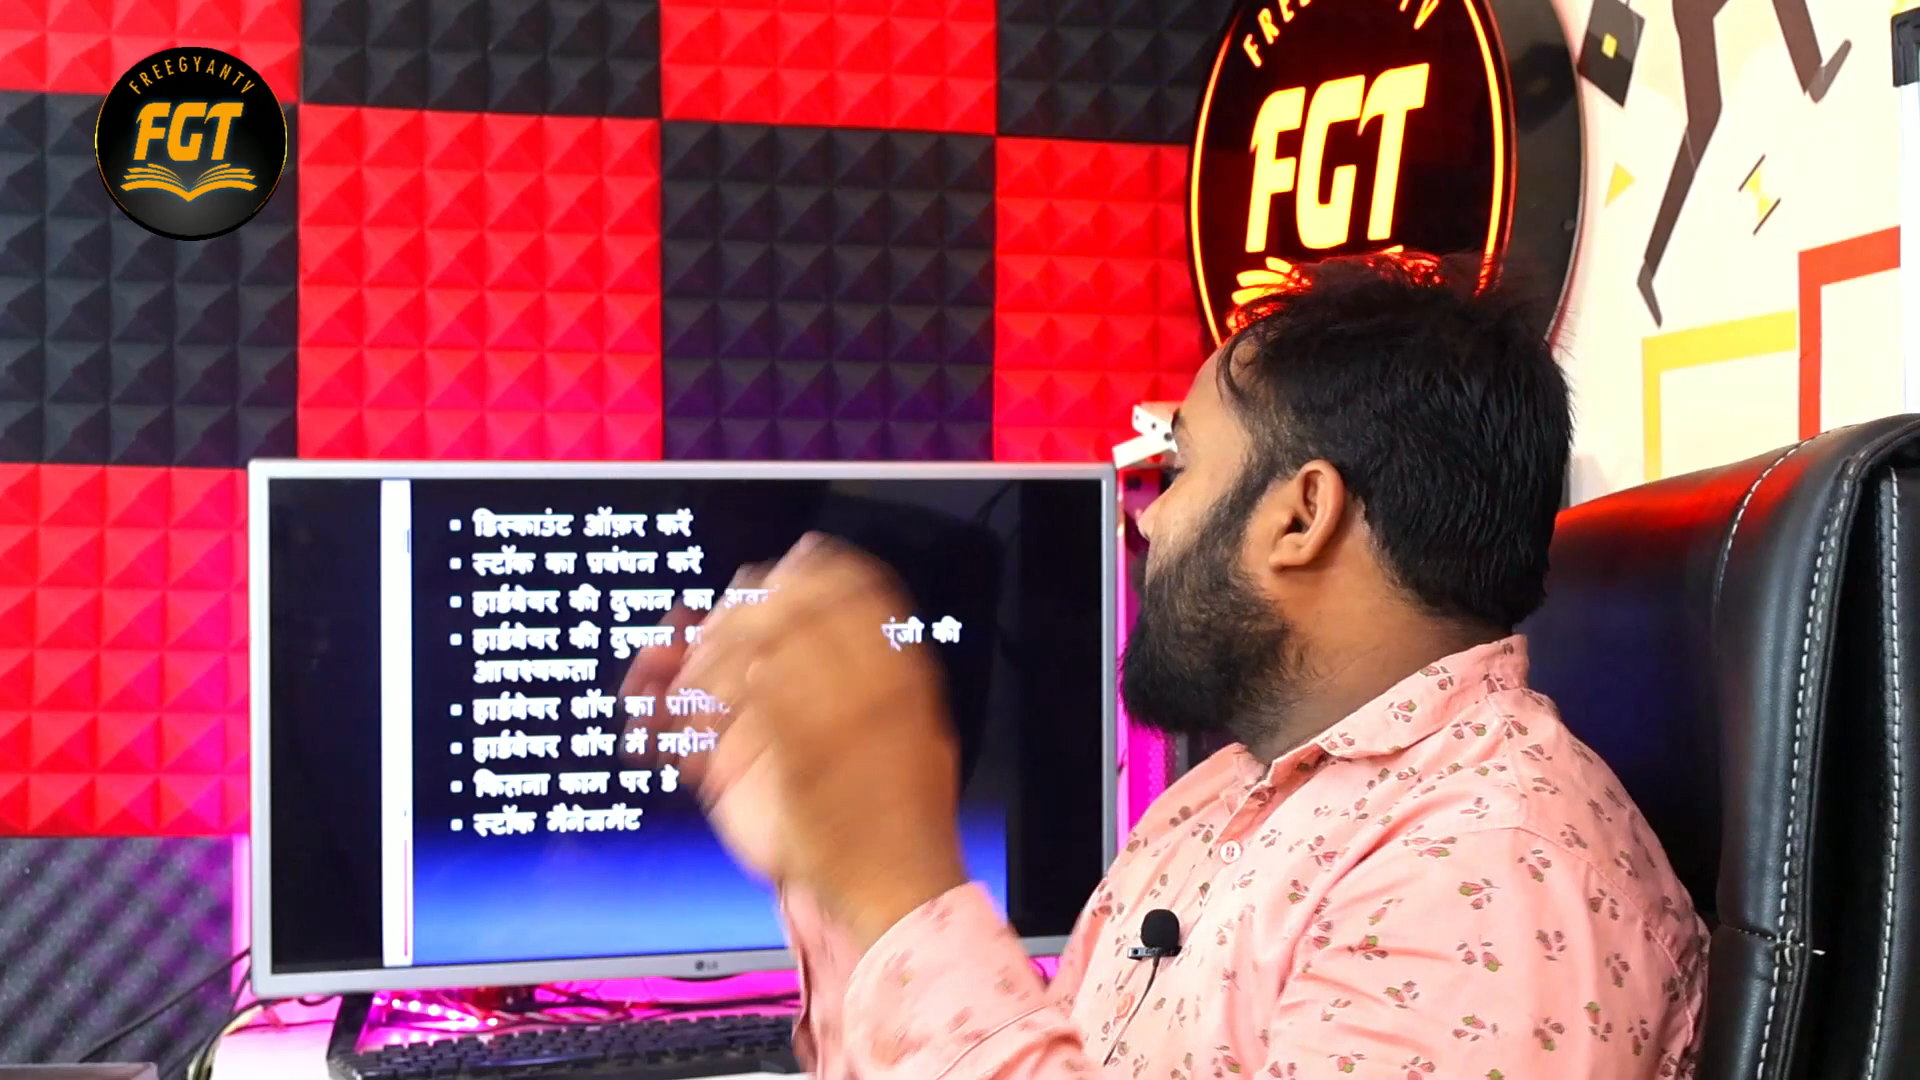 FREEGYANTV
FGT
FGT
डिस्काउंट ऑफ़र करें
स्टॉक का प्रबंधन करें
हार्डवेयर की दुकान का
हार्डवेयर की दुकान पूंजी की
आवश्यकता
हार्डवेयर शॉप का
हार्डवेयर शॉप में महीने
कितना काम पर डे
स्टॉक मैनेजमेंट
LG